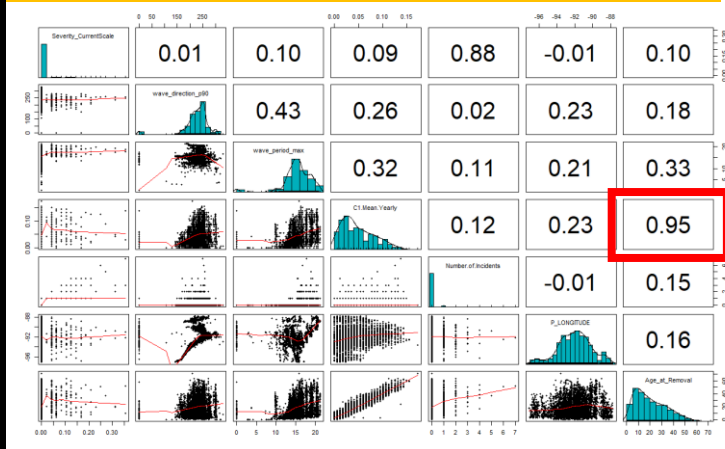 0 50 150 250
0.00 0.05 0.10 0.15
-96 -94 -92 -90 -88
Severity_CurrentScale
0.01
0.10
0.09
0.88
-0.01
0.10
wave_direction_p90
0.43
0.26
0.02
0.23
0.18
wave_period_max
0.32
0.11
0.21
0.33
C1.Mean.Yearly
0.12
0.23
0.95
Number.of.Incidents
-0.01
0.15
P_LONGITUDE
0.16
Age_at_Removal
0.00 0.10 0.20 0.30
0 5 10 15 20
0 1 2 3 4 5 6 7
0 10 20 30 40 50 60 70